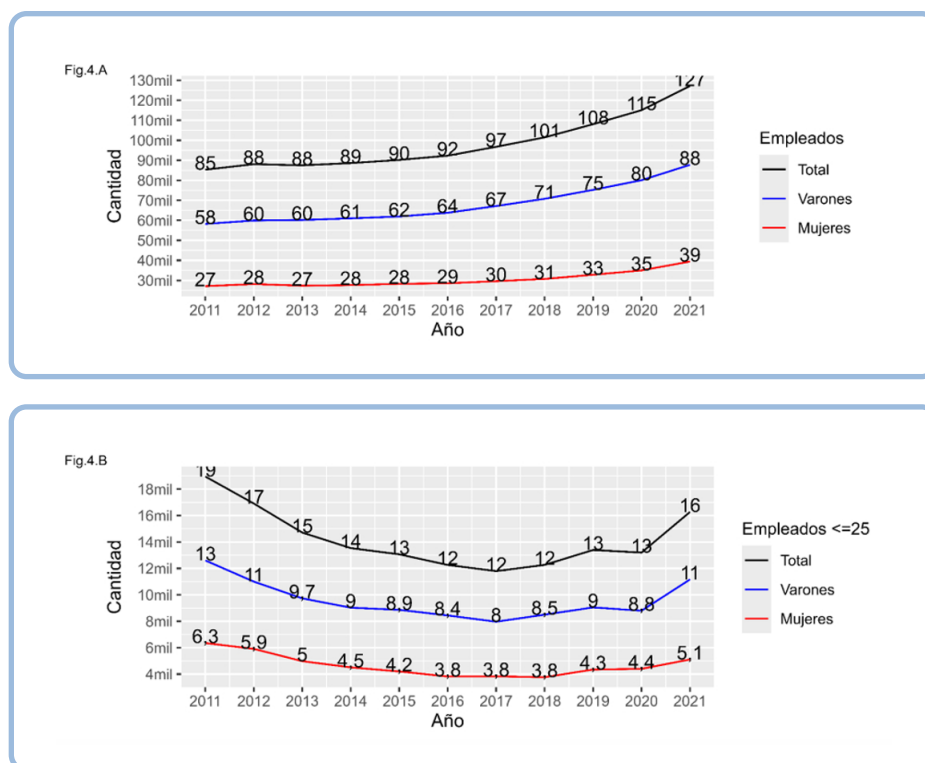 Fig.4.A
130mil
120mil
110mil
100mil
90mil
80mil
70mil
60mil
50mil
40mil
30mil
Cantidad
85 88 88 89 90 92 97 101 108 115 127
58 60 60 61 62 64 67 71 75 80 88
27 28 27 28 28 29 30 31 33 35 39
2011 2012 2013 2014 2015 2016 2017 2018 2019 2020 2021
Año
Empleados
Total
Varones
Mujeres
Fig.4.B
18mil
16mil
14mil
12mil
10mil
8mil
6mil
4mil
Cantidad
19 17 15 14 13 12 12 12 13 13 16
13 11 9,7 9 8,9 8,4 8 8,5 9 8,8 11
6,3 5,9 5 4,5 4,2 3,8 3,8 3,8 4,3 4,4 5,1
2011 2012 2013 2014 2015 2016 2017 2018 2019 2020 2021
Año
Empleados <=25
Total
Varones
Mujeres